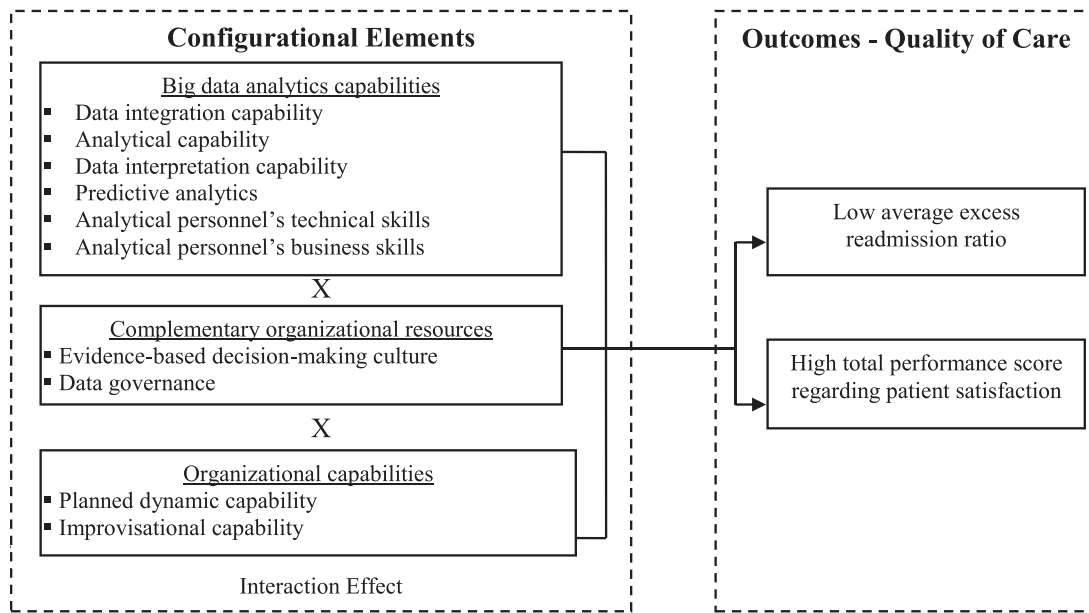 Configurational Elements
Big data analytics capabilities
▪ Data integration capability
▪ Analytical capability
▪ Data interpretation capability
▪ Predictive analytics
▪ Analytical personnel’s technical skills
▪ Analytical personnel’s business skills
X
Complementary organizational resources
▪ Evidence-based decision-making culture
▪ Data governance
X
Organizational capabilities
▪ Planned dynamic capability
▪ Improvisational capability
Interaction Effect
Outcomes - Quality of Care
Low average excess
readmission ratio
High total performance score
regarding patient satisfaction